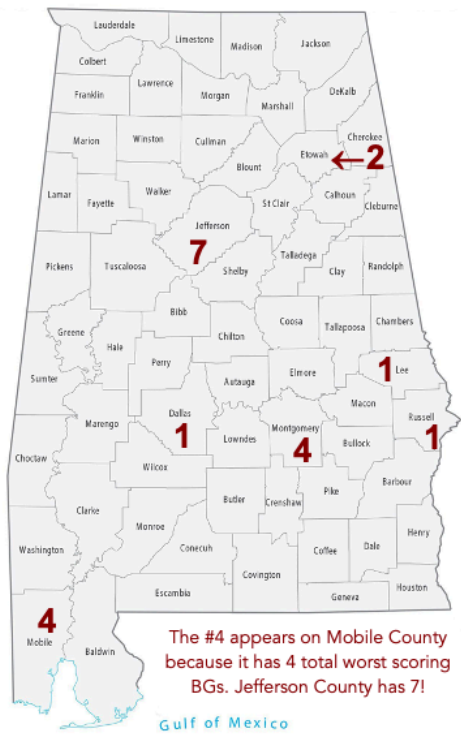 Lauderdale
Limestone
Madison
Jackson
Colbert
Lawrence
Franklin
Morgan
DeKalb
Marshall
Cherokee
Marion
Winston
Cullman
Etowah
2
Blount
Walker
Calhoun
Lamar
Fayette
St Clair
Cleburne
Jefferson
7
Talladega
Pickens
Tuscaloosa
Shelby
Clay
Randolph
Bibb
Coosa
Tallapoosa
Chambers
Greene
Hale
Chilton
Perry
Elmore
1
Lee
Sumter
Autauga
Macon
Dallas
1
Russell
1
Marengo
Lowndes
Montgomery
4
Bullock
Choctaw
Wilcox
Barbour
Butler
Crenshaw
Pike
Clarke
Monroe
Henry
Washington
Conecuh
Coffee
Dale
Covington
Escambia
Geneva
Houston
4
Mobile
Baldwin
The #4 appears on Mobile County
because it has 4 total worst scoring
BGs. Jefferson County has 7!
Gulf of Mexico